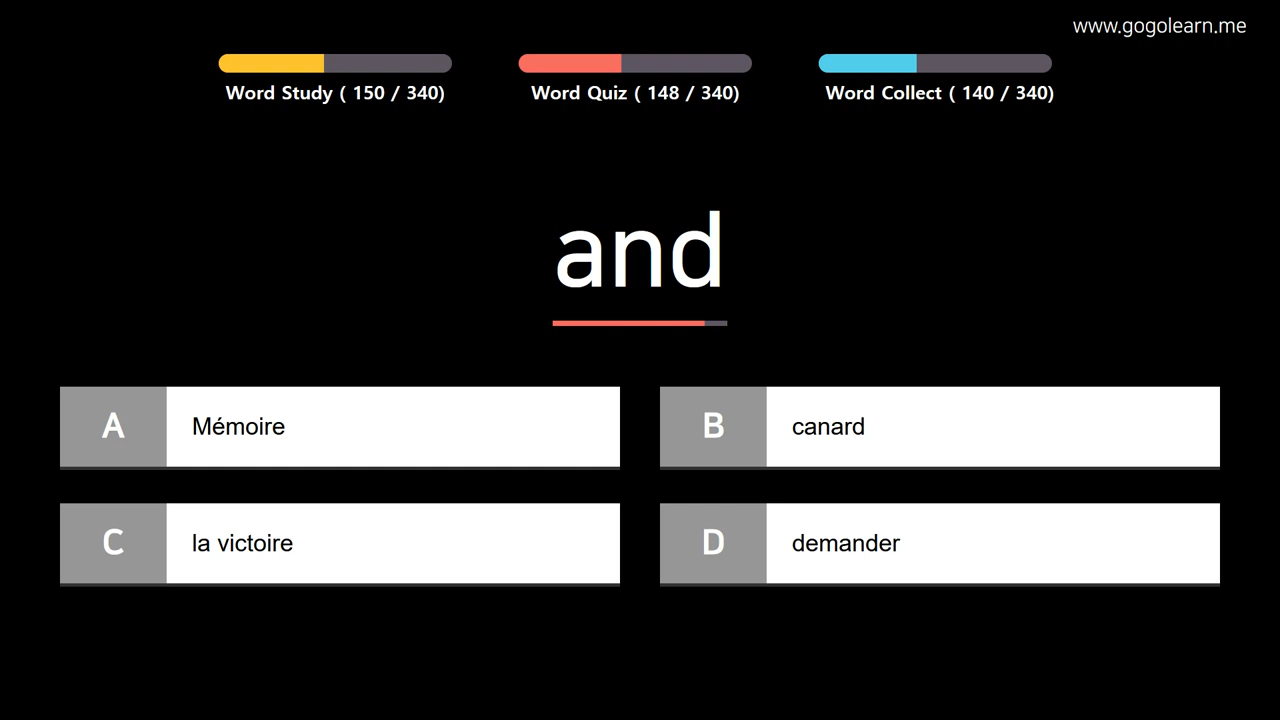 www.gogolearn.me
Word Study ( 150 / 340)
Word Quiz ( 148 / 340)
Word Collect ( 140 / 340)
and
A Mémoire
B canard
C la victoire
D demander